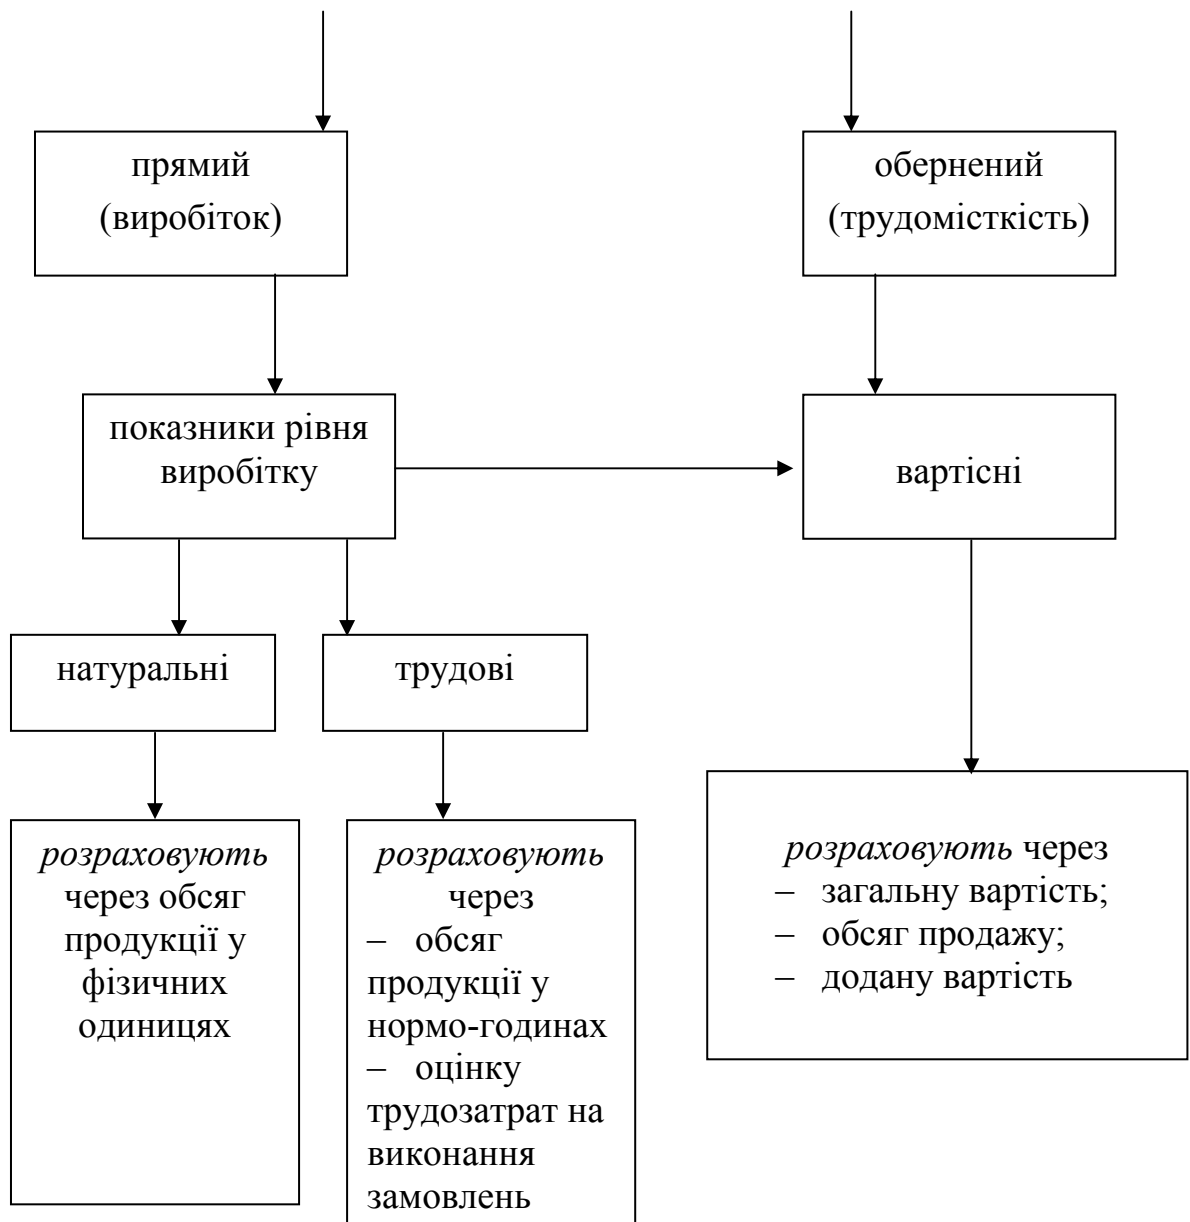 прямий
(виробіток)
обернений
(трудомісткість)
показники рівня
виробітку
вартісні
натуральні
трудові
розраховують
через обсяг
продукції у
фізичних
одиницях
розраховують
через
– обсяг
продукції у
нормо-годинах
– оцінку
трудозатрат на
виконання
замовлень
розраховують через
– загальну вартість;
– обсяг продажу;
– додану вартість